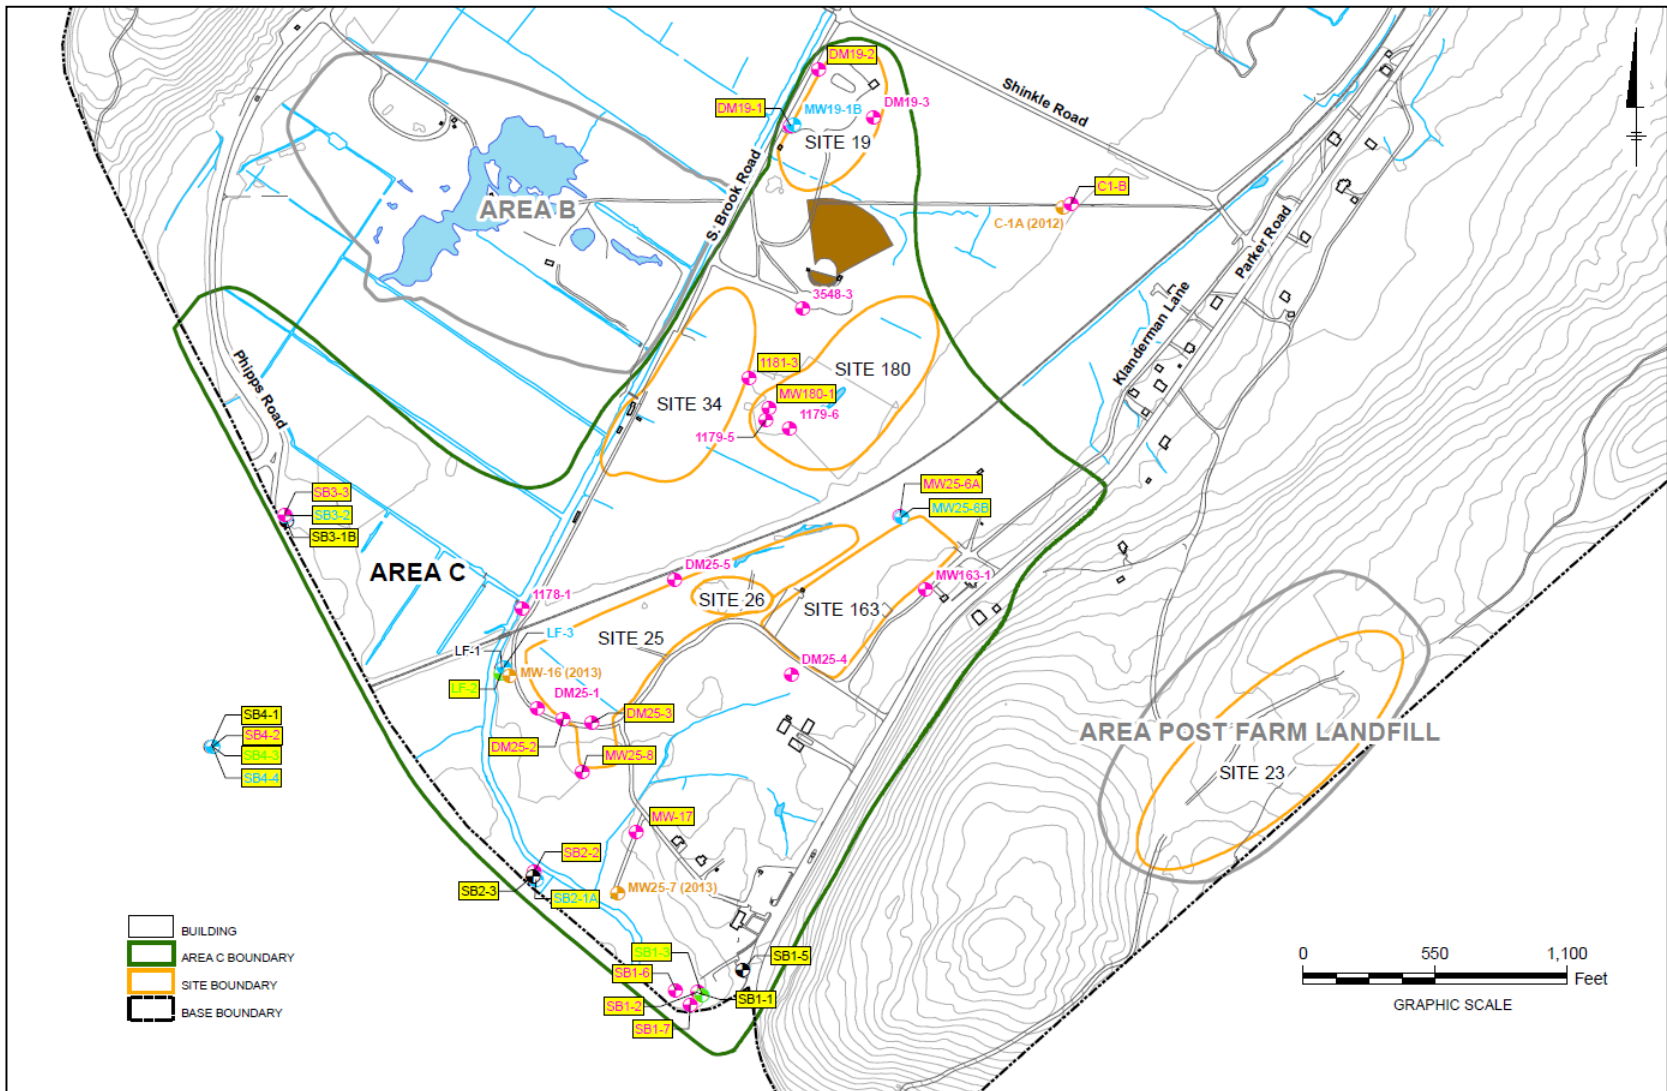 DM19-2
Shinkle Road
DM19-1
MW19-1B
DM19-3
SITE 19
S. Brook Road
C1-B
C-1A (2012)
AREA B
Parker Road
3548-3
Klanderman Lane
Phipps Road
1181-3
SITE 180
MW180-1
SITE 34
1179-6
1179-5
SB3-3
SB3-2
SB3-1B
MW25-6A
MW25-6B
AREA C
DM25-5
MW163-1
1178-1
SITE 26
SITE 163
LF-3
SITE 25
LF-1
MW-16 (2013)
DM25-4
LF-2
DM25-1
DM25-3
SB4-1
SB4-2
SB4-3
SB4-4
DM25-2
MW25-8
AREA POST FARM LANDFILL
SITE 23
MW-17
SB2-2
SB2-3
SB2-1A
MW25-7 (2013)
BUILDING
AREA C BOUNDARY
SITE BOUNDARY
BASE BOUNDARY
SB1-3
SB1-5
SB1-6
SB1-1
SB1-2
SB1-7
0 550 1,100
Feet
GRAPHIC SCALE